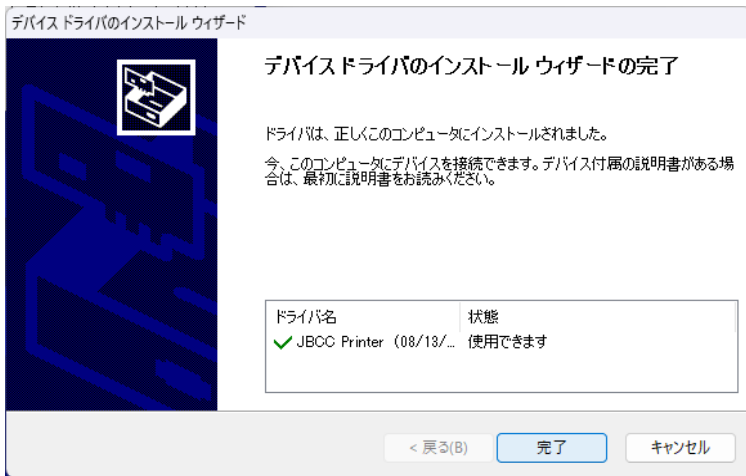 デバイス ドライバのインストール ウィザード
デバイス ドライバのインストール ウィザードの完了
ドライバは、正しくこのコンピュータにインストールされました。
今、このコンピュータにデバイスを接続できます。デバイス付属の説明書がある場
合は、最初に説明書をお読みください。
ドライバ名 状態
JBCC Printer (08/13/... 使用できます
< 戻る(B) 完了 キャンセル